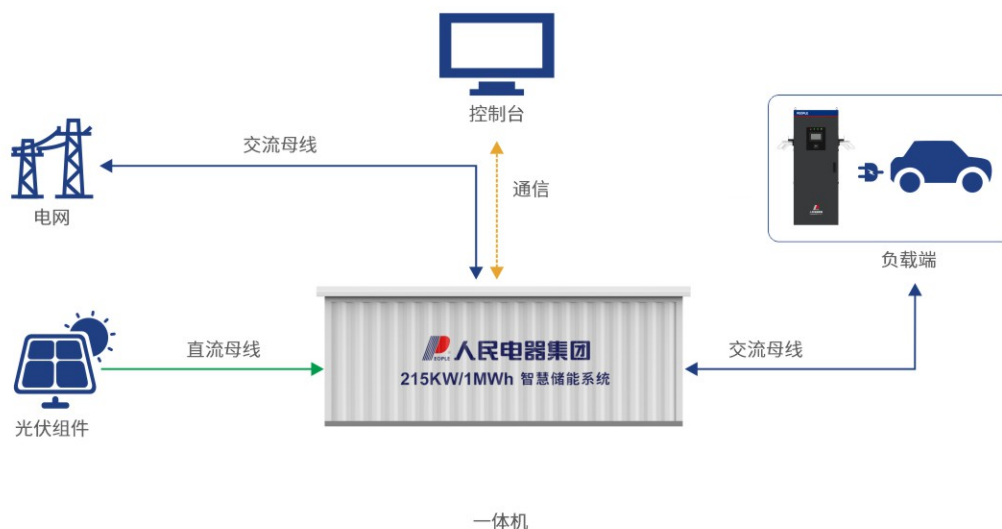 控制台
交流母线
通信
电网
负载端
PEOPLE
人民电器集团
215KW/1MWh 智慧储能系统
直流母线
交流母线
光伏组件
一体机